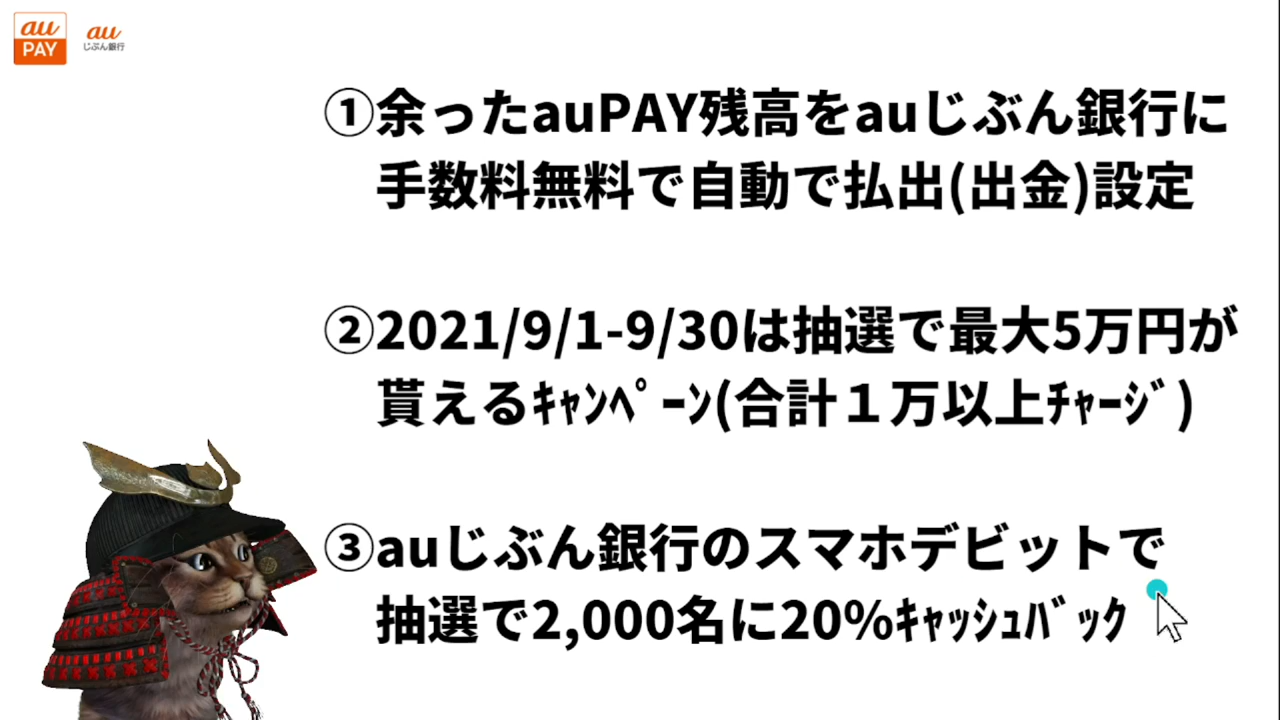 au
PAY
au
じぶん銀行
①余ったauPAY残高をauじぶん銀行に
手数料無料で自動で払出(出金)設定
②2021/9/1-9/30は抽選で最大5万円が
貰えるｷｬﾝﾍﾟｰﾝ(合計１万以上ﾁｬｰｼﾞ)
③auじぶん銀行のスマホデビットで
抽選で2,000名に20%ｷｬｯｼｭﾊﾞｯｸ